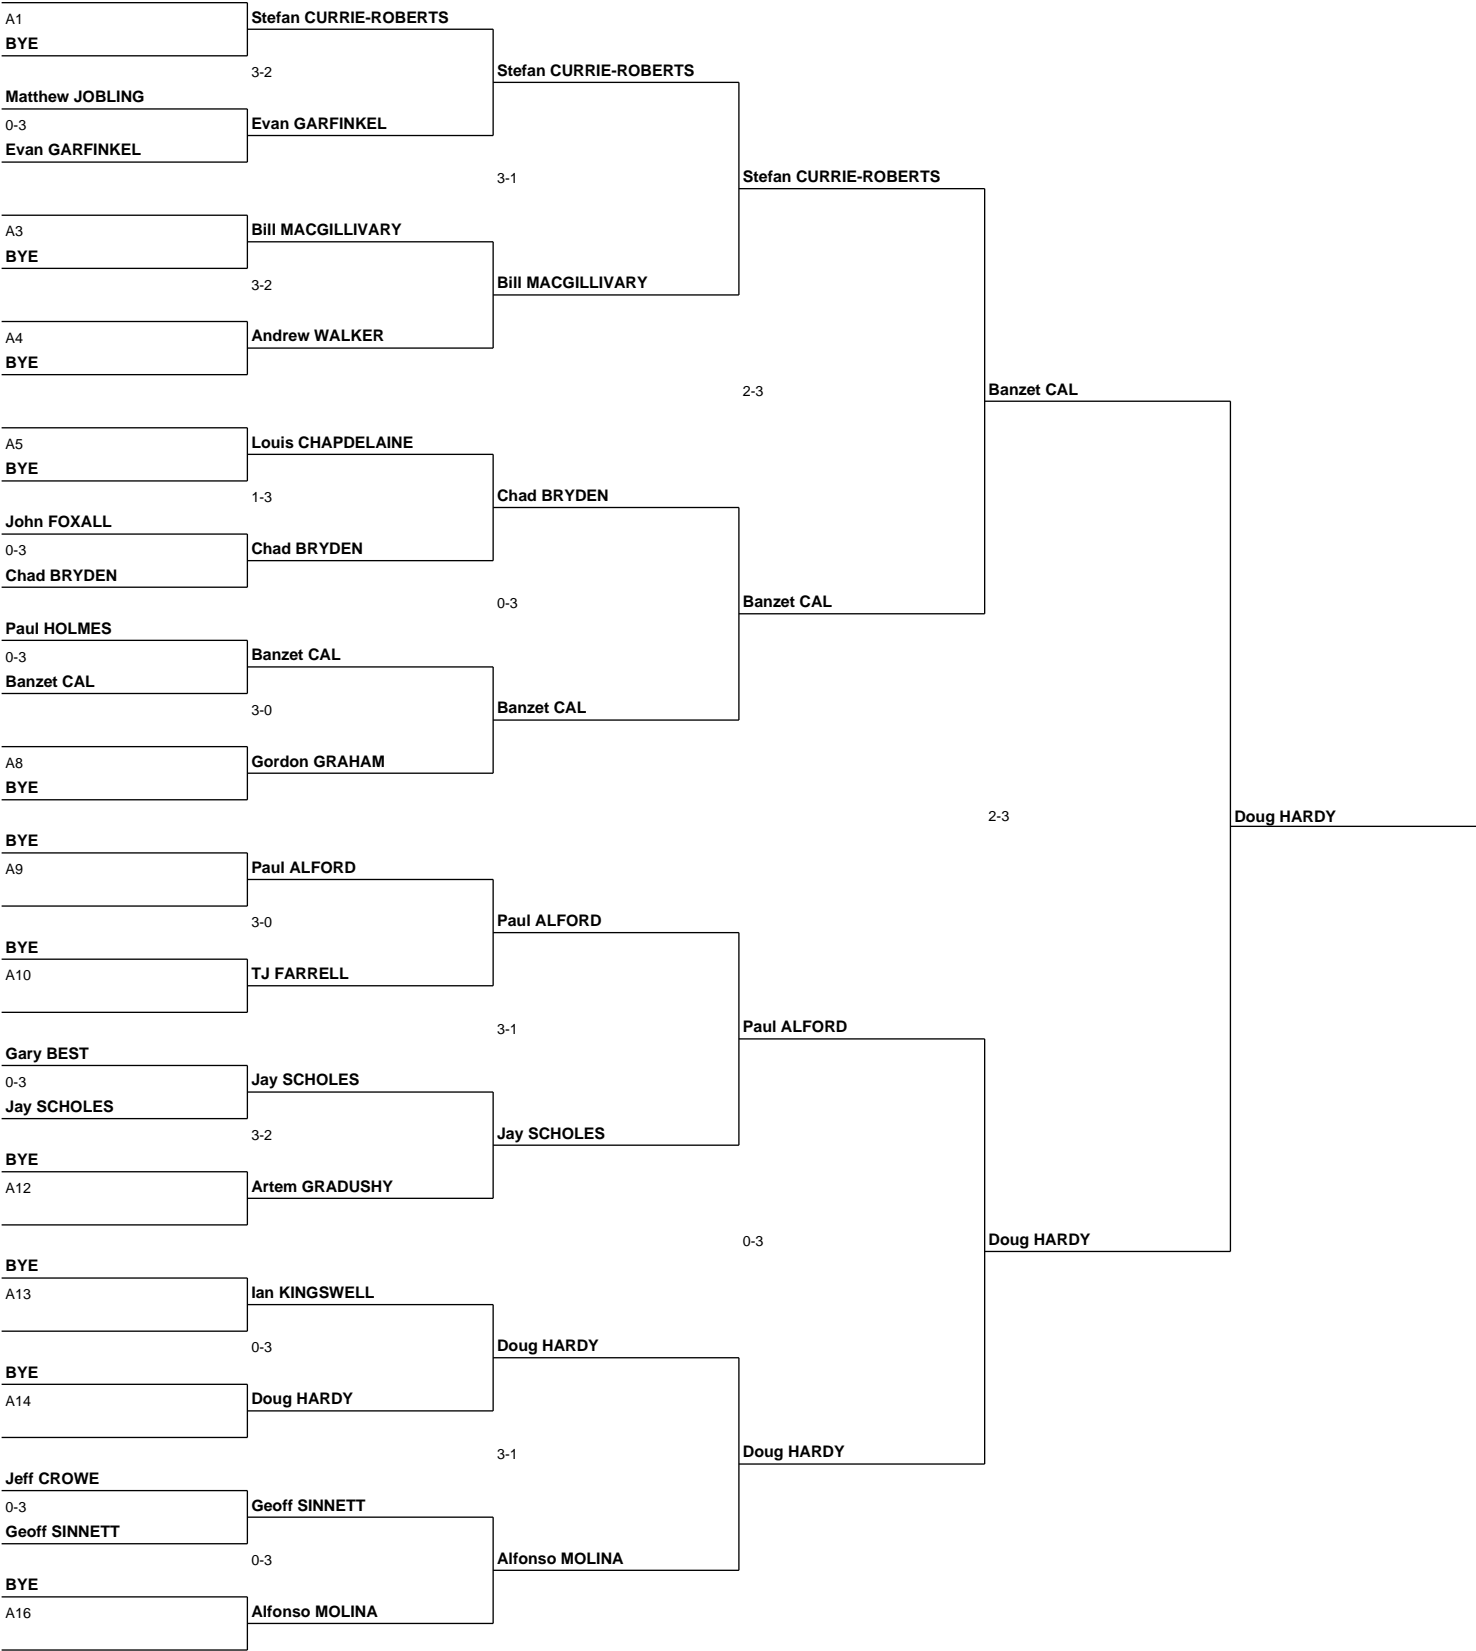 A1
BYE
Stefan CURRIE-ROBERTS
3-2
Matthew JOBLING
0-3
Evan GARFINKEL
Evan GARFINKEL
Stefan CURRIE-ROBERTS
3-1
A3
BYE
Bill MACGILLIVARY
3-2
A4
BYE
Andrew WALKER
Bill MACGILLIVARY
Stefan CURRIE-ROBERTS
2-3
A5
BYE
Louis CHAPDELAINE
1-3
John FOXALL
0-3
Chad BRYDEN
Chad BRYDEN
Chad BRYDEN
0-3
Paul HOLMES
0-3
Banzet CAL
Banzet CAL
3-0
A8
BYE
Gordon GRAHAM
Banzet CAL
Banzet CAL
Banzet CAL
2-3
Doug HARDY
BYE
A9
Paul ALFORD
3-0
BYE
A10
TJ FARRELL
Paul ALFORD
3-1
Gary BEST
0-3
Jay SCHOLES
Jay SCHOLES
3-2
BYE
A12
Artem GRADUSHY
Jay SCHOLES
Paul ALFORD
0-3
Doug HARDY
BYE
A13
Ian KINGSWELL
0-3
BYE
A14
Doug HARDY
Doug HARDY
3-1
Jeff CROWE
0-3
Geoff SINNETT
Geoff SINNETT
0-3
BYE
A16
Alfonso MOLINA
Alfonso MOLINA
Doug HARDY